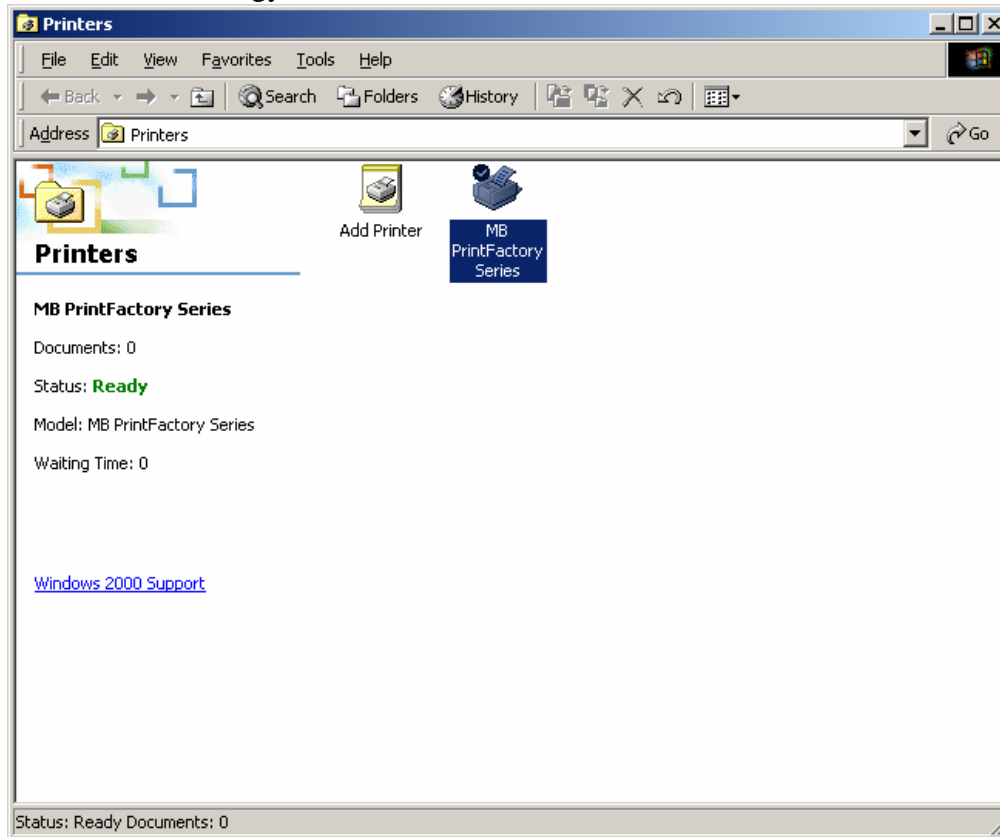 Printers
File Edit View Favorites Tools Help
Back Search Folders History
Address Printers Go
Add Printer
MB
PrintFactory
Series
Printers
MB PrintFactory Series
Documents: 0
Status: Ready
Model: MB PrintFactory Series
Waiting Time: 0
Windows 2000 Support
Status: Ready Documents: 0